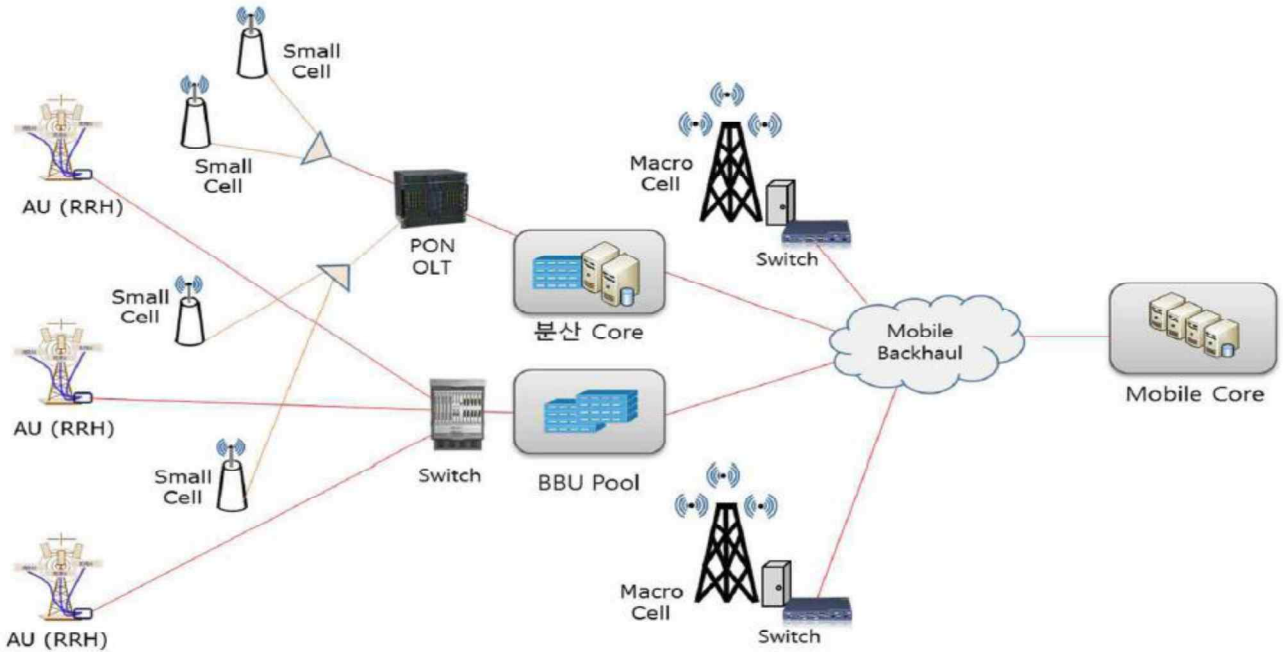 Small
Cell
Small
Cell
AU (RRH)
PON
OLT
Macro
Cell
Switch
Small
Cell
분산 Core
Mobile
Backhaul
Mobile Core
AU (RRH)
Small
Cell
Switch
BBU Pool
Macro
Cell
Switch
AU (RRH)